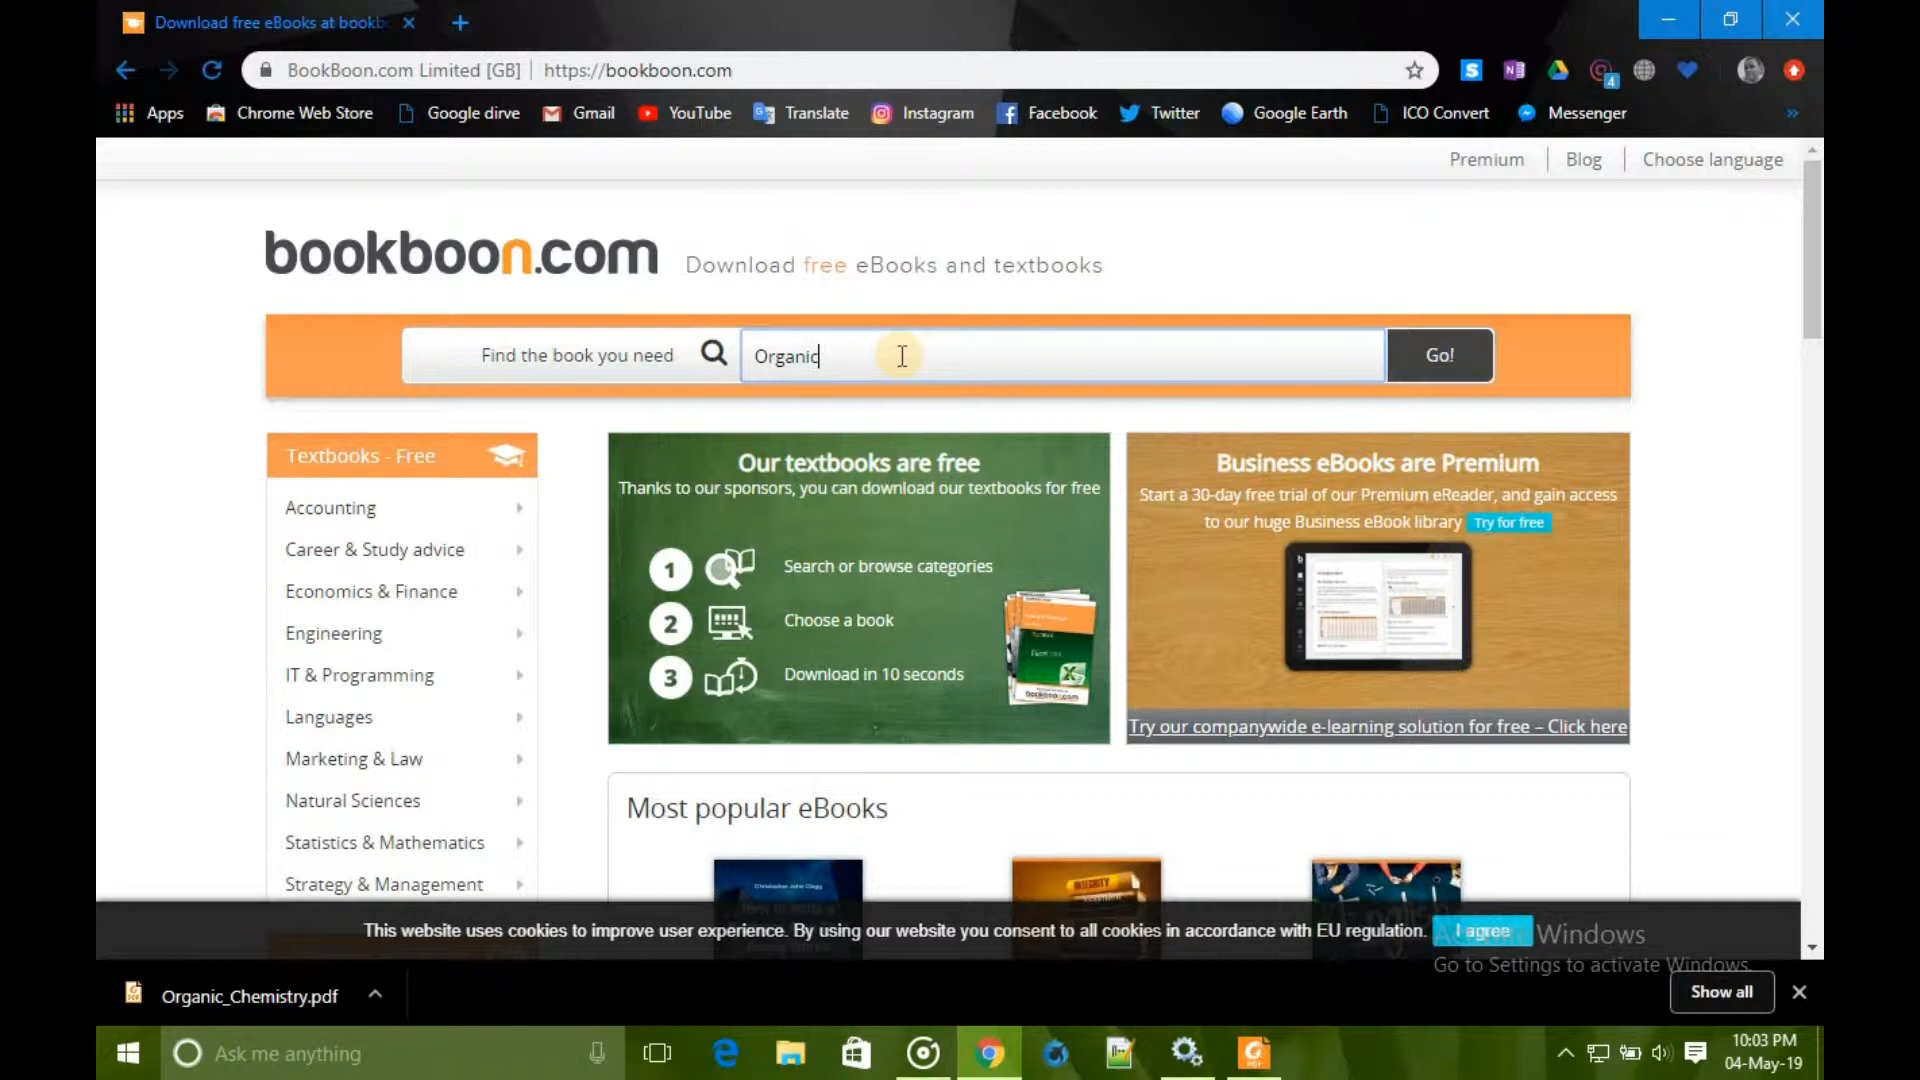 Download free eBooks at bookb
BookBoon.com Limited [GB] https://bookboon.com
4
Apps Chrome Web Store Google dirve Gmail YouTube Translate Instagram Facebook Twitter Google Earth ICO Convert Messenger »
Premium Blog Choose language
bookboon.com Download free eBooks and textbooks
Find the book you need Organic Go!
Textbooks - Free
Accounting
Career & Study advice
Economics & Finance
Engineering
IT & Programming
Languages
Marketing & Law
Natural Sciences
Statistics & Mathematics
Strategy & Management
Our textbooks are free
Thanks to our sponsors, you can download our textbooks for free
1 Search or browse categories
2 Choose a book
3 Download in 10 seconds
bookboon.com
Business eBooks are Premium
Start a 30-day free trial of our Premium eReader, and gain access
to our huge Business eBook library Try for free
Try our companywide e-learning solution for free – Click here
Most popular eBooks
Christopher John Clegg
INTEGRITY
This website uses cookies to improve user experience. By using our website you consent to all cookies in accordance with EU regulation. I agree
Activate Windows
Go to Settings to activate Windows.
Organic_Chemistry.pdf
Show all
Ask me anything
10:03 PM
04-May-19